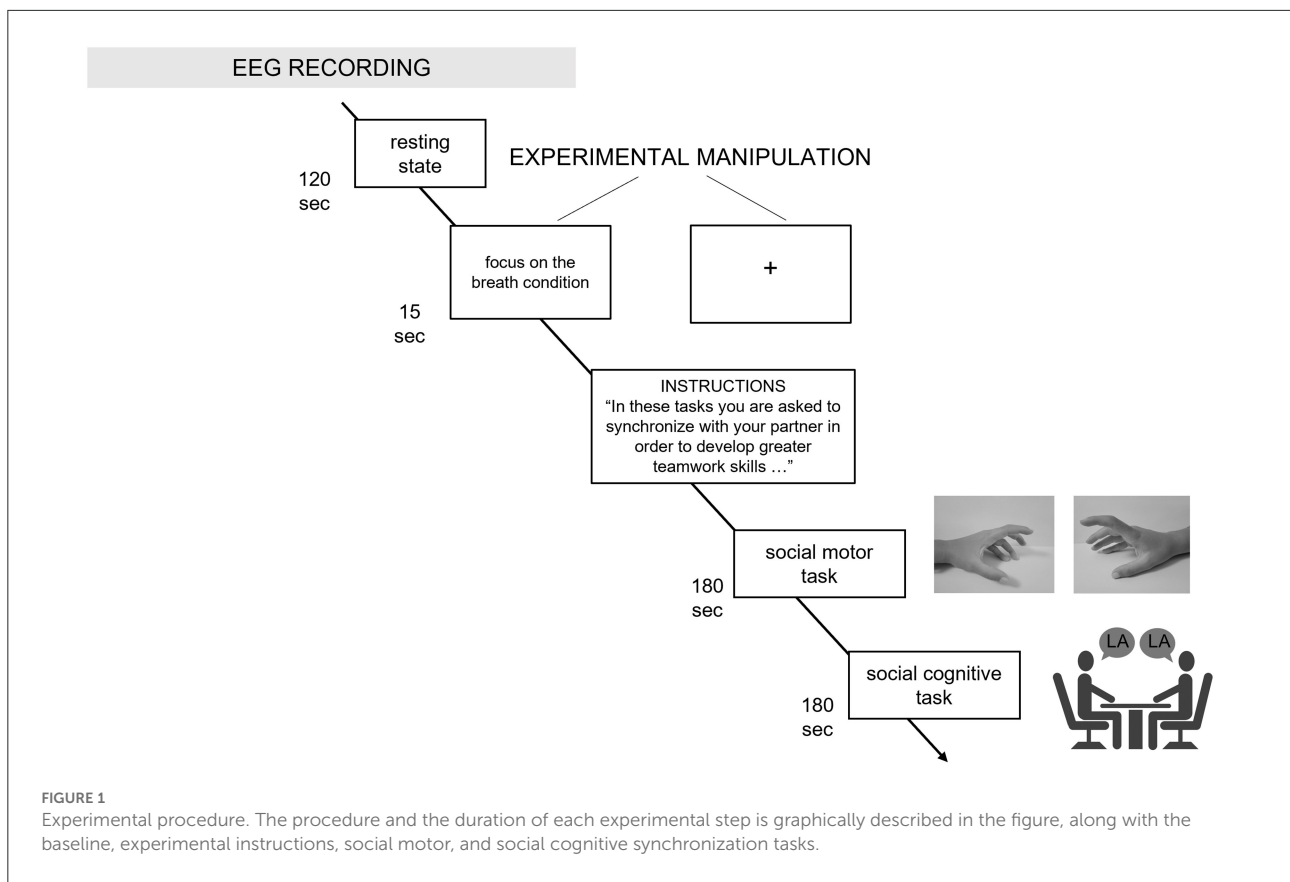 EEG RECORDING
resting
state
120
sec
EXPERIMENTAL MANIPULATION
focus on the
breath condition
+
15
sec
INSTRUCTIONS
“In these tasks you are asked to
synchronize with your partner in
order to develop greater
teamwork skills …”
social motor
task
180
sec
LA LA
social cognitive
task
180
sec
FIGURE 1
Experimental procedure. The procedure and the duration of each experimental step is graphically described in the figure, along with the
baseline, experimental instructions, social motor, and social cognitive synchronization tasks.